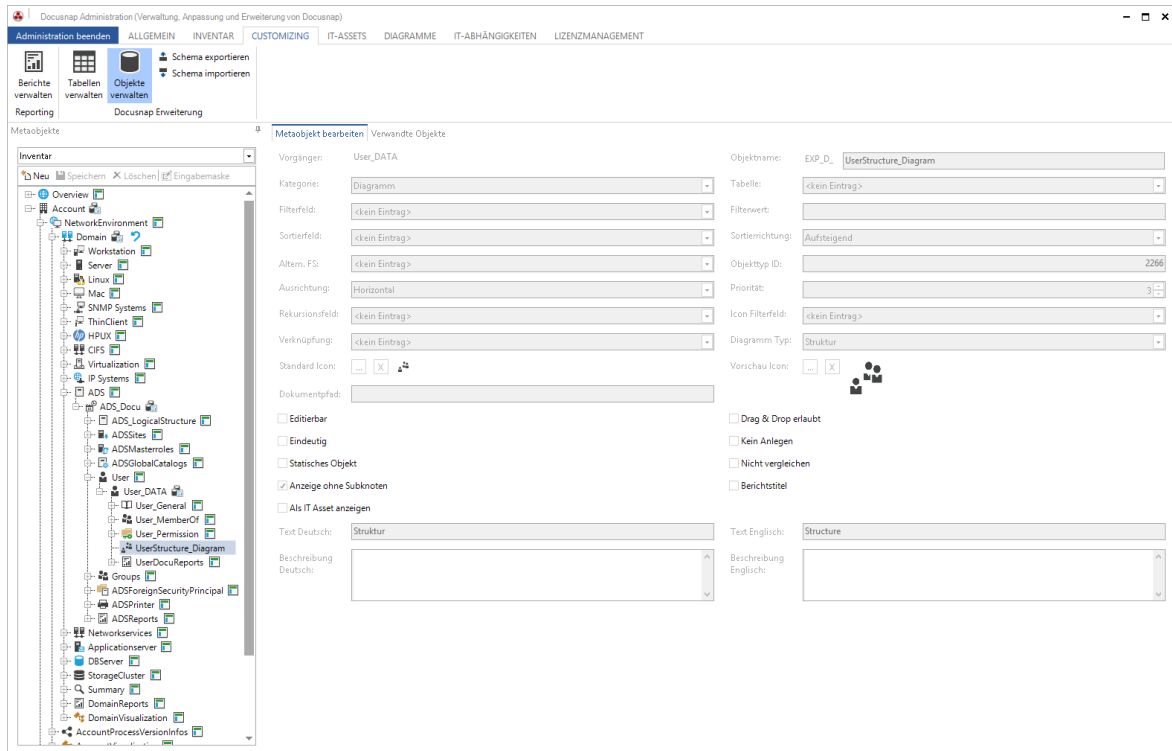 Docusnap Administration (Verwaltung, Anpassung und Erweiterung von Docusnap)
Administration beenden ALLGEMEIN INVENTAR CUSTOMIZING IT-ASSETS DIAGRAMME IT-ABHÄNGIGKEITEN LIZENZMANAGEMENT
Berichte verwalten
Tabellen verwalten
Objekte verwalten
Schema exportieren
Schema importieren
Reporting Docusnap Erweiterung
Metaobjekte
Inventar
Neu Speichern Löschen Eingabemaske
Overview
Account
NetworkEnvironment
Domain
Workstation
Server
Linux
Mac
SNMP Systems
ThinClient
HPUX
CIFS
Virtualization
IP Systems
ADS
ADS_Docu
ADS_LogicalStructure
ADSSites
ADSMasterroles
ADSGlobalCatalogs
User
User_DATA
User_General
User_MemberOf
User_Permission
UserStructure_Diagram
UserDocuReports
Groups
ADSForeignSecurityPrincipal
ADSPrinter
ADSReports
Networkservices
Applicationserver
DBServer
StorageCluster
Summary
DomainReports
DomainVisualization
AccountProcessVersionInfos
Metaobjekt bearbeiten Verwandte Objekte
Vorgänger: User_DATA Objektname: EXP_D_ UserStructure_Diagram
Kategorie: Diagramm Tabelle: <kein Eintrag>
Filterfeld: <kein Eintrag> Filterwert:
Sortierfeld: <kein Eintrag> Sortierrichtung: Aufsteigend
Altern. FS: <kein Eintrag> Objekttyp ID: 2266
Ausrichtung: Horizontal Priorität: 3
Rekursionsfeld: <kein Eintrag> Icon Filterfeld: <kein Eintrag>
Verknüpfung: <kein Eintrag> Diagramm Typ: Struktur
Standard Icon: ... X Vorschau Icon: ... X
Dokumentpfad:
Editierbar Drag & Drop erlaubt
Eindeutig Kein Anlegen
Statisches Objekt Nicht vergleichen
Anzeige ohne Subknoten Berichtstitel
Als IT Asset anzeigen
Text Deutsch: Struktur Text Englisch: Structure
Beschreibung Deutsch:
Beschreibung Englisch: